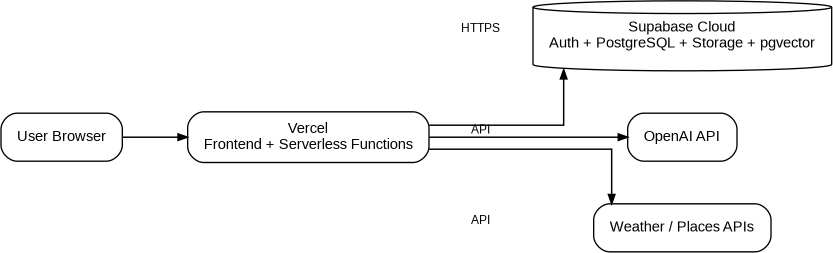 HTTPS
Supabase Cloud
Auth + PostgreSQL + Storage + pgvector
User Browser
Vercel
Frontend + Serverless Functions
API
OpenAI API
API
Weather / Places APIs